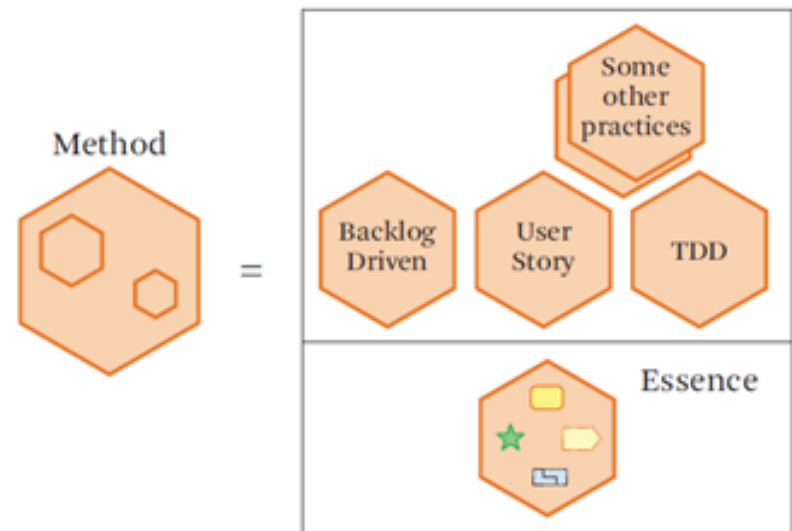 Method
=
Some
other
practices
Backlog
Driven
User
Story
TDD
Essence